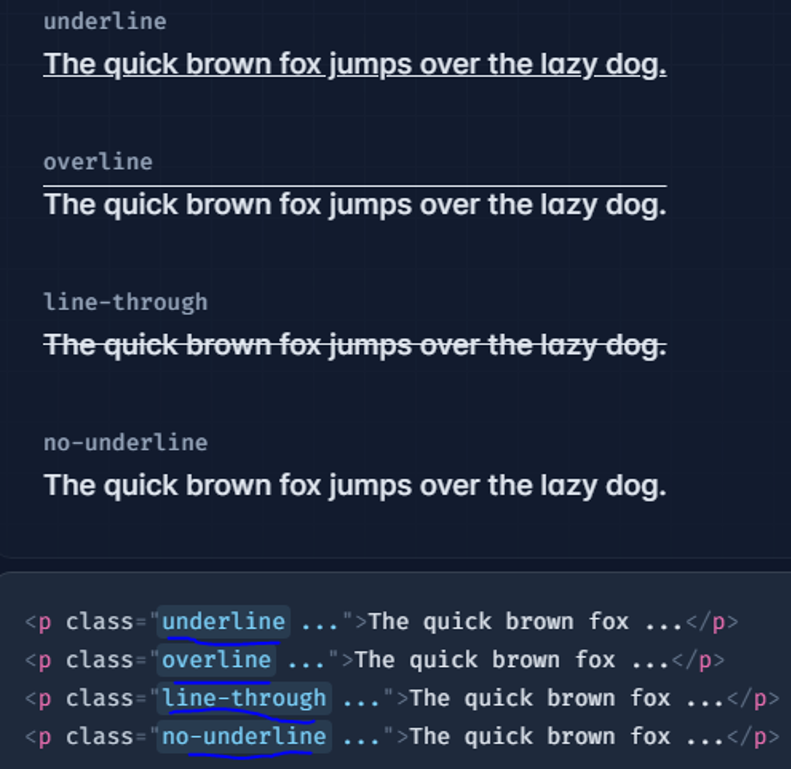 underline
The quick brown fox jumps over the lazy dog.
overline
The quick brown fox jumps over the lazy dog.
line-through
The quick brown fox jumps over the lazy dog.
no-underline
The quick brown fox jumps over the lazy dog.
<p class="underline ...">The quick brown fox ...</p>
<p class="overline ...">The quick brown fox ...</p>
<p class="line-through ...">The quick brown fox ...</p>
<p class="no-underline ...">The quick brown fox ...</p>